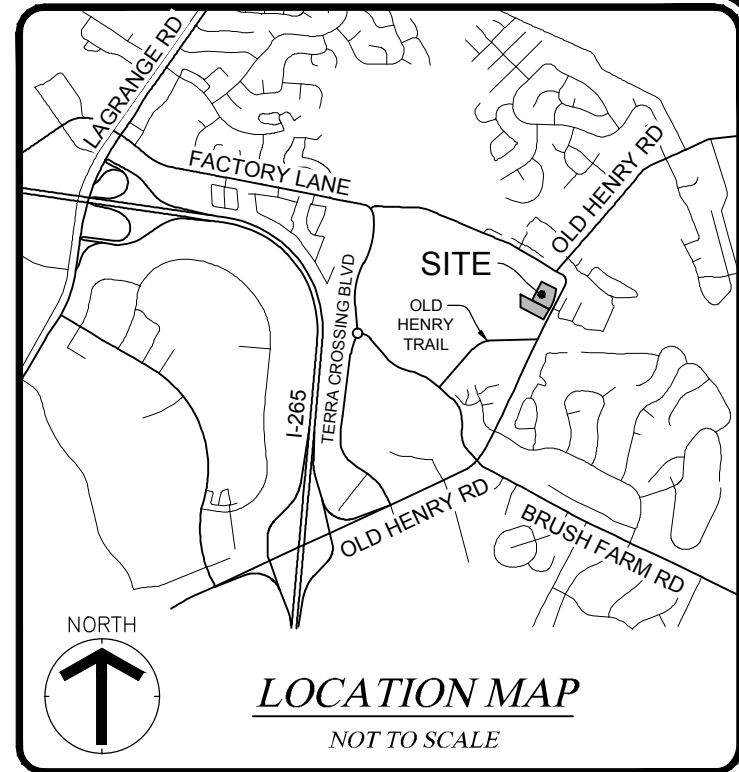 LAGRANGE RD
FACTORY LANE
OLD HENRY RD
SITE
OLD
HENRY
TRAIL
TERRA CROSSING BLVD
I-265
OLD HENRY RD
BRUSH FARM RD
NORTH
LOCATION MAP
NOT TO SCALE